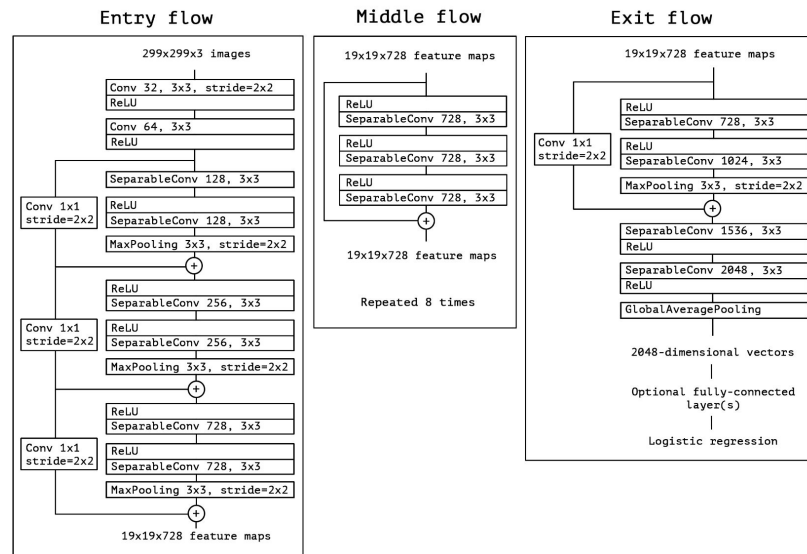 Entry flow
299x299x3 images
Conv 32, 3x3, stride=2x2
ReLU
Conv 64, 3x3
ReLU
Conv 1x1
stride=2x2
SeparableConv 128, 3x3
ReLU
SeparableConv 128, 3x3
MaxPooling 3x3, stride=2x2
+
Conv 1x1
stride=2x2
ReLU
SeparableConv 256, 3x3
ReLU
SeparableConv 256, 3x3
MaxPooling 3x3, stride=2x2
+
Conv 1x1
stride=2x2
ReLU
SeparableConv 728, 3x3
ReLU
SeparableConv 728, 3x3
MaxPooling 3x3, stride=2x2
+
19x19x728 feature maps
Middle flow
19x19x728 feature maps
ReLU
SeparableConv 728, 3x3
ReLU
SeparableConv 728, 3x3
ReLU
SeparableConv 728, 3x3
+
19x19x728 feature maps
Repeated 8 times
Exit flow
19x19x728 feature maps
Conv 1x1
stride=2x2
ReLU
SeparableConv 728, 3x3
ReLU
SeparableConv 1024, 3x3
MaxPooling 3x3, stride=2x2
+
SeparableConv 1536, 3x3
ReLU
SeparableConv 2048, 3x3
ReLU
GlobalAveragePooling
2048-dimensional vectors
Optional fully-connected
layer(s)
Logistic regression